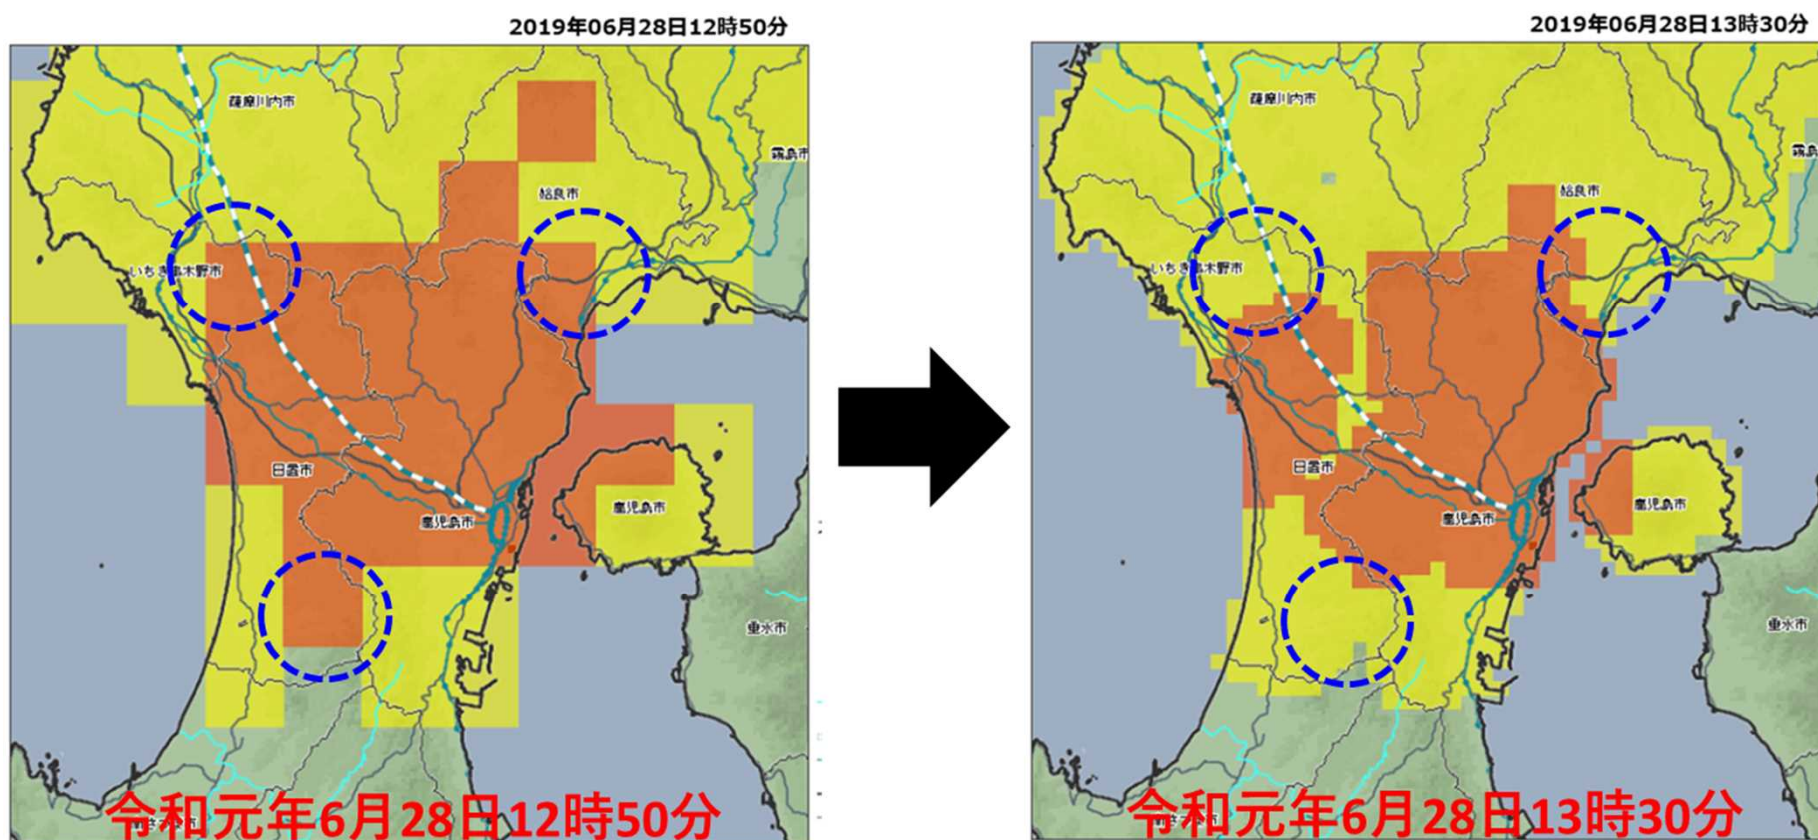 2019年06月28日12時50分
薩摩川内市
霧島市
姶良市
いちき串木野市
日置市
鹿児島市
鹿児島市
垂水市
令和元年6月28日12時50分
2019年06月28日13時30分
薩摩川内市
霧島
姶良市
いちき串木野市
日置市
鹿児島市
鹿児島市
垂水市
令和元年6月28日13時30分